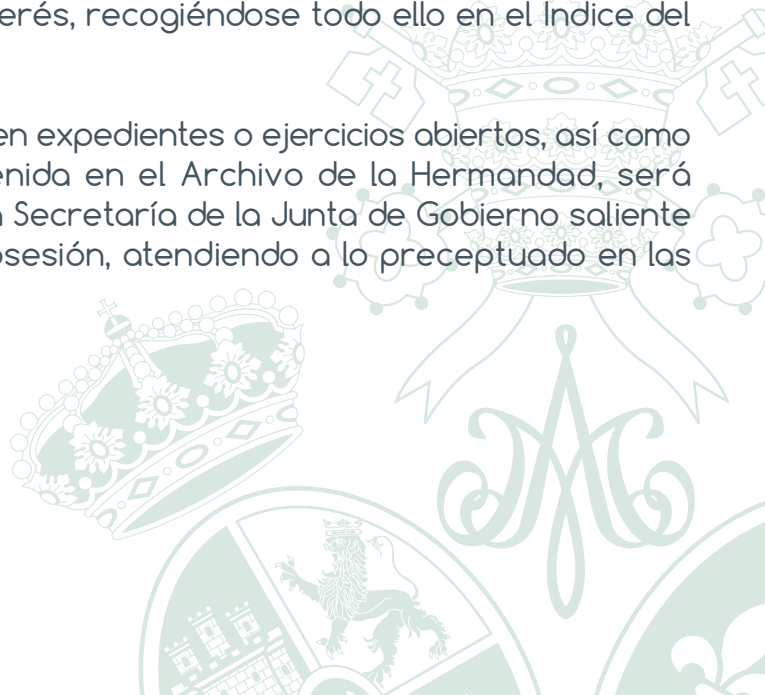 erés, recogiéndose todo ello en el Indice del
en expedientes o ejercicios abiertos, así como
enida en el Archivo de la Hermandad, será
Secretaría de la Junta de Gobierno saliente
osesión, atendiendo a lo preceptuado en las